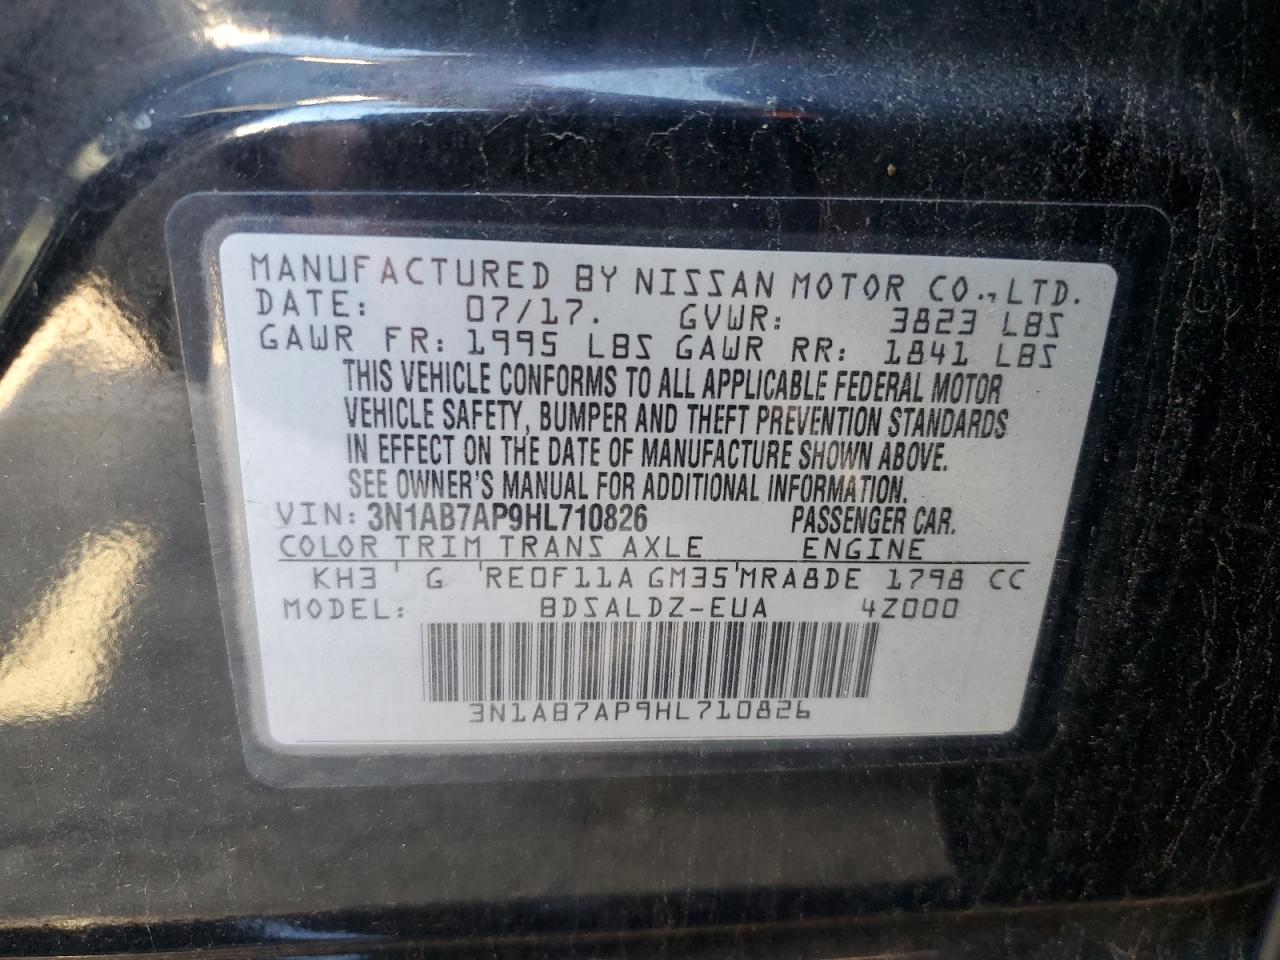 MANUFACTURED BY NISSAN MOTOR CO., LTD.
DATE: 07/17. GVWR: 3823 LBS
GAWR FR: 1995 LBS GAWR RR: 1841 LBS
THIS VEHICLE CONFORMS TO ALL APPLICABLE FEDERAL MOTOR
VEHICLE SAFETY, BUMPER AND THEFT PREVENTION STANDARDS
IN EFFECT ON THE DATE OF MANUFACTURE SHOWN ABOVE.
SEE OWNER'S MANUAL FOR ADDITIONAL INFORMATION.
VIN: 3N1AB7AP9HL710826 PASSENGER CAR.
COLOR TRIM TRANS AXLE ENGINE
KH3 ' G ' RE0F11A GM35 ' MRA8DE 1798 CC
MODEL: BDSALDZ-EUA 4Z000
3N1AB7AP9HL710826